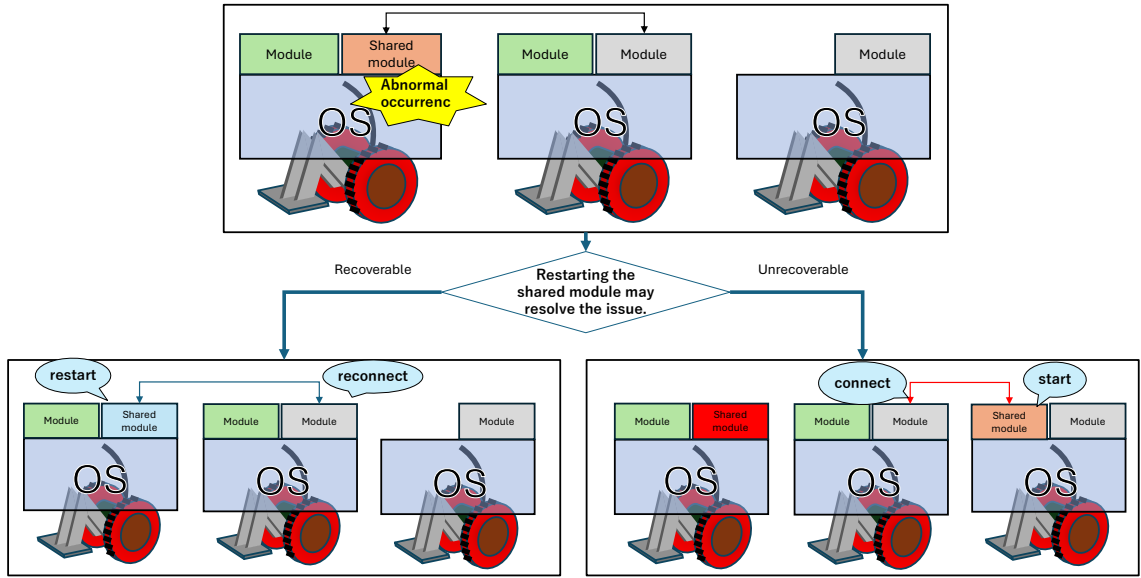 Module
Shared
module
Module
Module
Module
Abnormal
occurrenc
OS
OS
OS
Recoverable
Restarting the
shared module may
resolve the issue.
Unrecoverable
restart
reconnect
Module
Shared
module
Module
Module
Module
OS
OS
OS
connect
start
Module
Shared
module
Module
Module
Shared
module
Module
OS
OS
OS